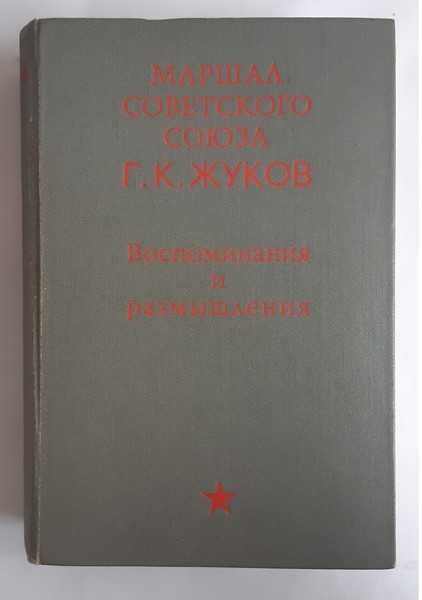 МАРШАЛ
СОВЕТСКОГО
СОЮЗА
Г. К. ЖУКОВ
Воспоминания
и
размышления